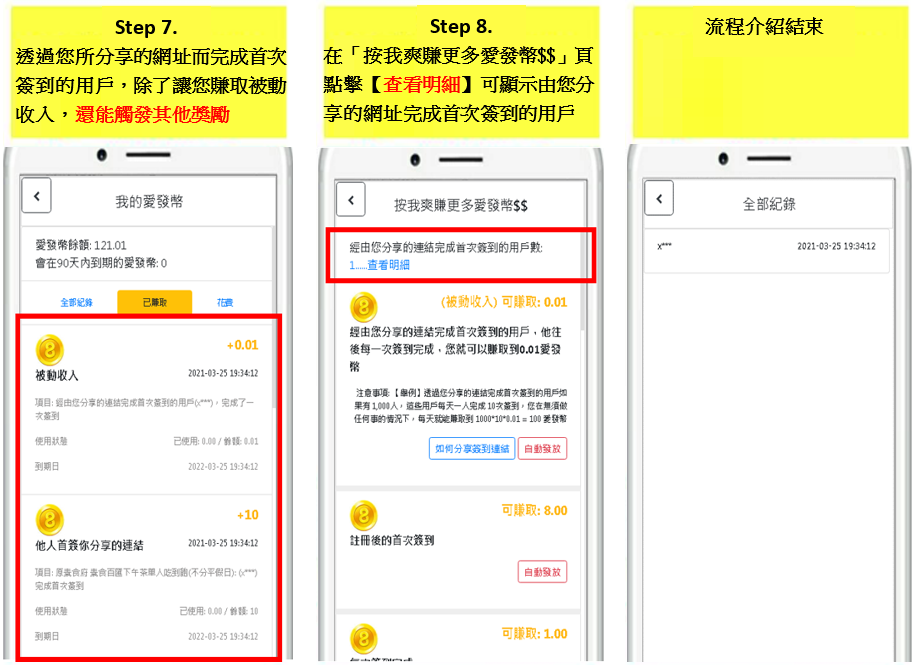 Step 7.
透過您所分享的網址而完成首次
簽到的用戶，除了讓您賺取被動
收入，還能觸發其他獎勵
我的愛發幣
愛發幣餘額: 121.01
會在90天內到期的愛發幣: 0
全部紀錄 已賺取 花費
+0.01
被動收入 2021-03-25 19:34:12
項目: 經由您分享的連結完成首次簽到的用戶(x***)，完成了一
次簽到
使用狀態 已使用: 0.00 / 餘額: 0.01
到期日 2022-03-25 19:34:12
+10
他人首簽你分享的連結 2021-03-25 19:34:12
項目: 原素食府 素食百匯下午茶單人吃到飽(不分平假日): (x***)
完成首次簽到
使用狀態 已使用: 0.00 / 餘額: 10
到期日 2022-03-25 19:34:12
Step 8.
在「按我爽賺更多愛發幣$$」頁
點擊【查看明細】可顯示由您分
享的網址完成首次簽到的用戶
按我爽賺更多愛發幣$$
經由您分享的連結完成首次簽到的用戶數:
1.....查看明細
(被動收入) 可賺取: 0.01
經由您分享的連結完成首次簽到的用戶，他往
後每一次簽到完成，您就可以賺取到0.01愛發
幣
注意事項: 【舉例】透過您分享的連結完成首次簽到的用戶如
果有 1,000人，這些用戶每天一人完成 10次簽到，您在無須做
任何事的情況下，每天就能賺取到 1000*10*0.01 = 100 愛發幣
如何分享簽到連結 自動發放
可賺取: 8.00
註冊後的首次簽到
自動發放
可賺取: 1.00
每次簽到完成
流程介紹結束
全部紀錄
x*** 2021-03-25 19:34:12